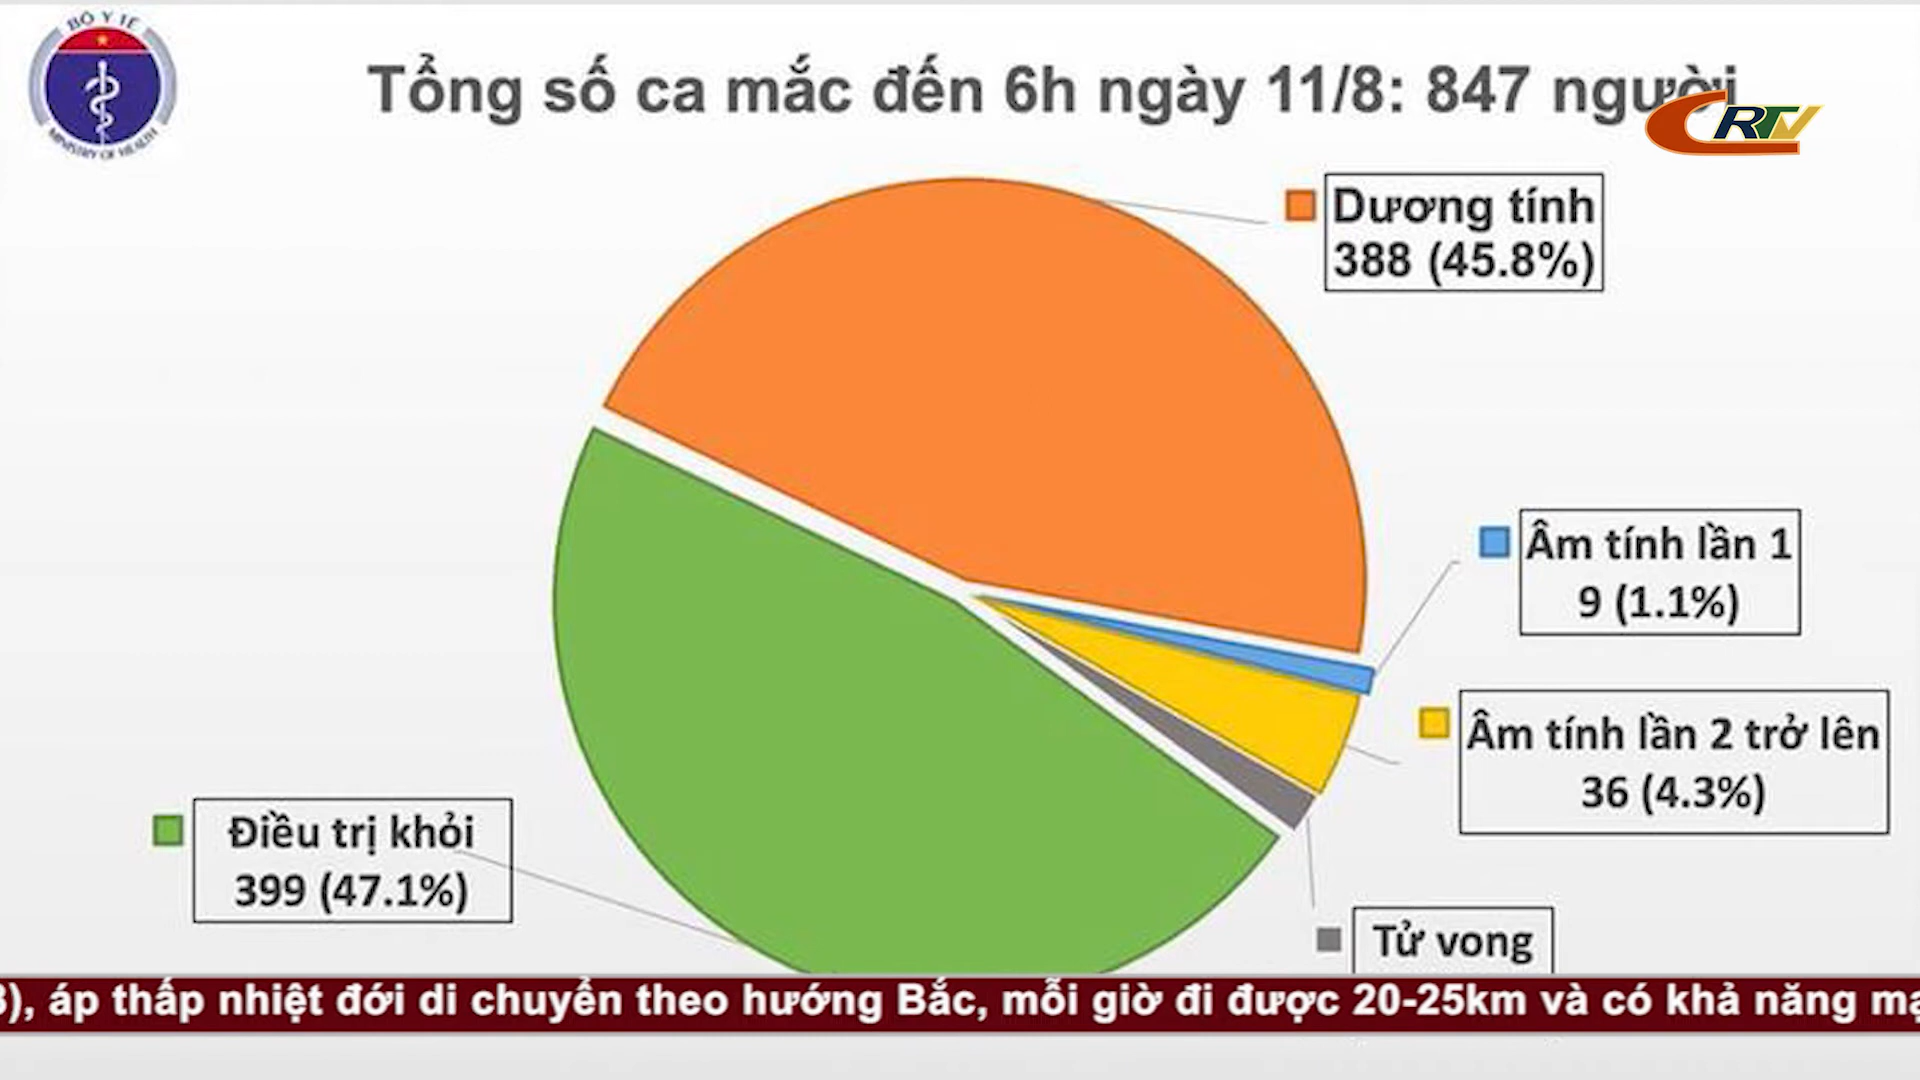 BỘ Y TẾ
MINISTRY OF HEALTH
Tổng số ca mắc đến 6h ngày 11/8: 847 người
CRTV
Dương tính
388 (45.8%)
Âm tính lần 1
9 (1.1%)
Âm tính lần 2 trở lên
36 (4.3%)
Điều trị khỏi
399 (47.1%)
Tử vong
), áp thấp nhiệt đới di chuyển theo hướng Bắc, mỗi giờ đi được 20-25km và có khả năng